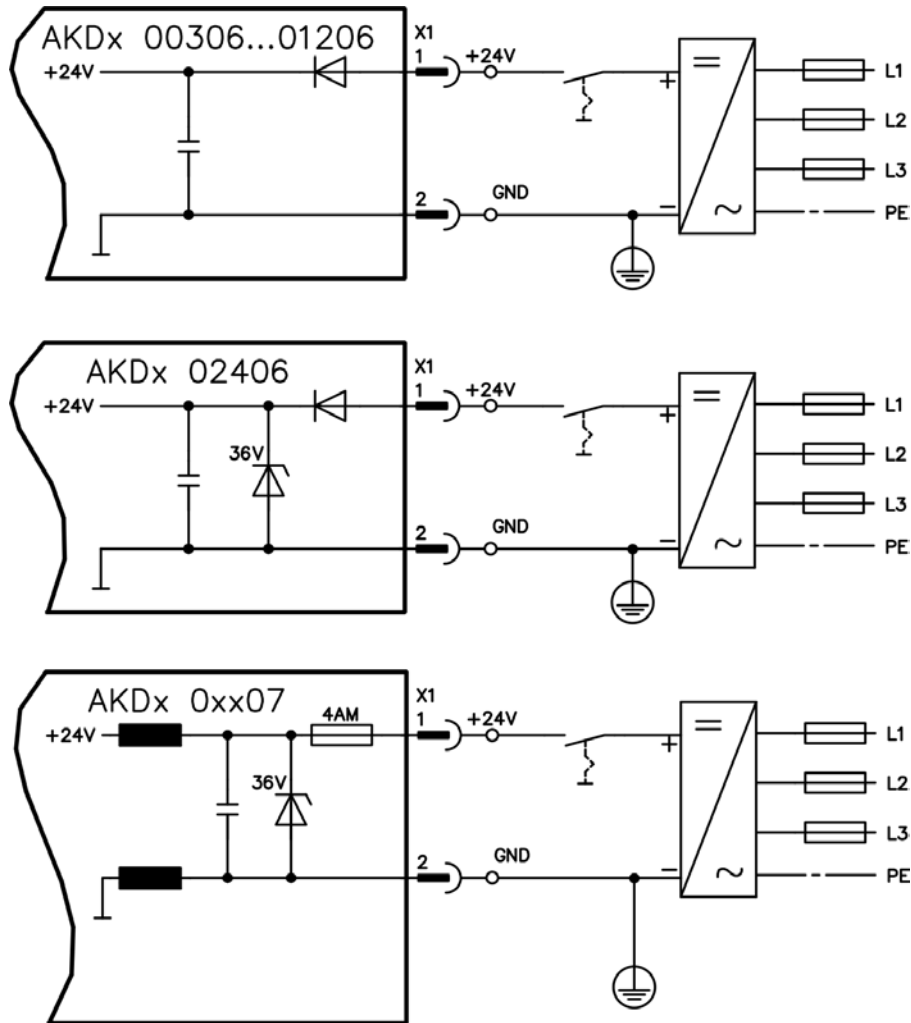 AKDx 00306...01206
X1
+24V
1
+24V
+
L1
L2
L3
2
GND
−
PE
AKDx 02406
X1
+24V
1
+24V
+
L1
36V
L2
L3
2
GND
−
PE
AKDx 0xx07
X1
+24V
4AM
1
+24V
+
L1
36V
L2
L3
2
GND
−
PE